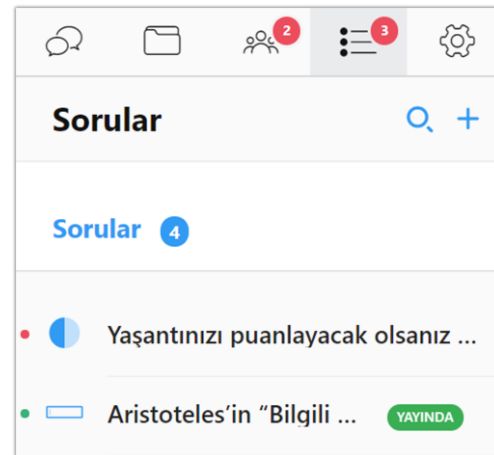 2
3
Sorular
Sorular 4
Yaşantınızı puanlayacak olsanız ...
Aristoteles’in “Bilgili ... YAYINDA